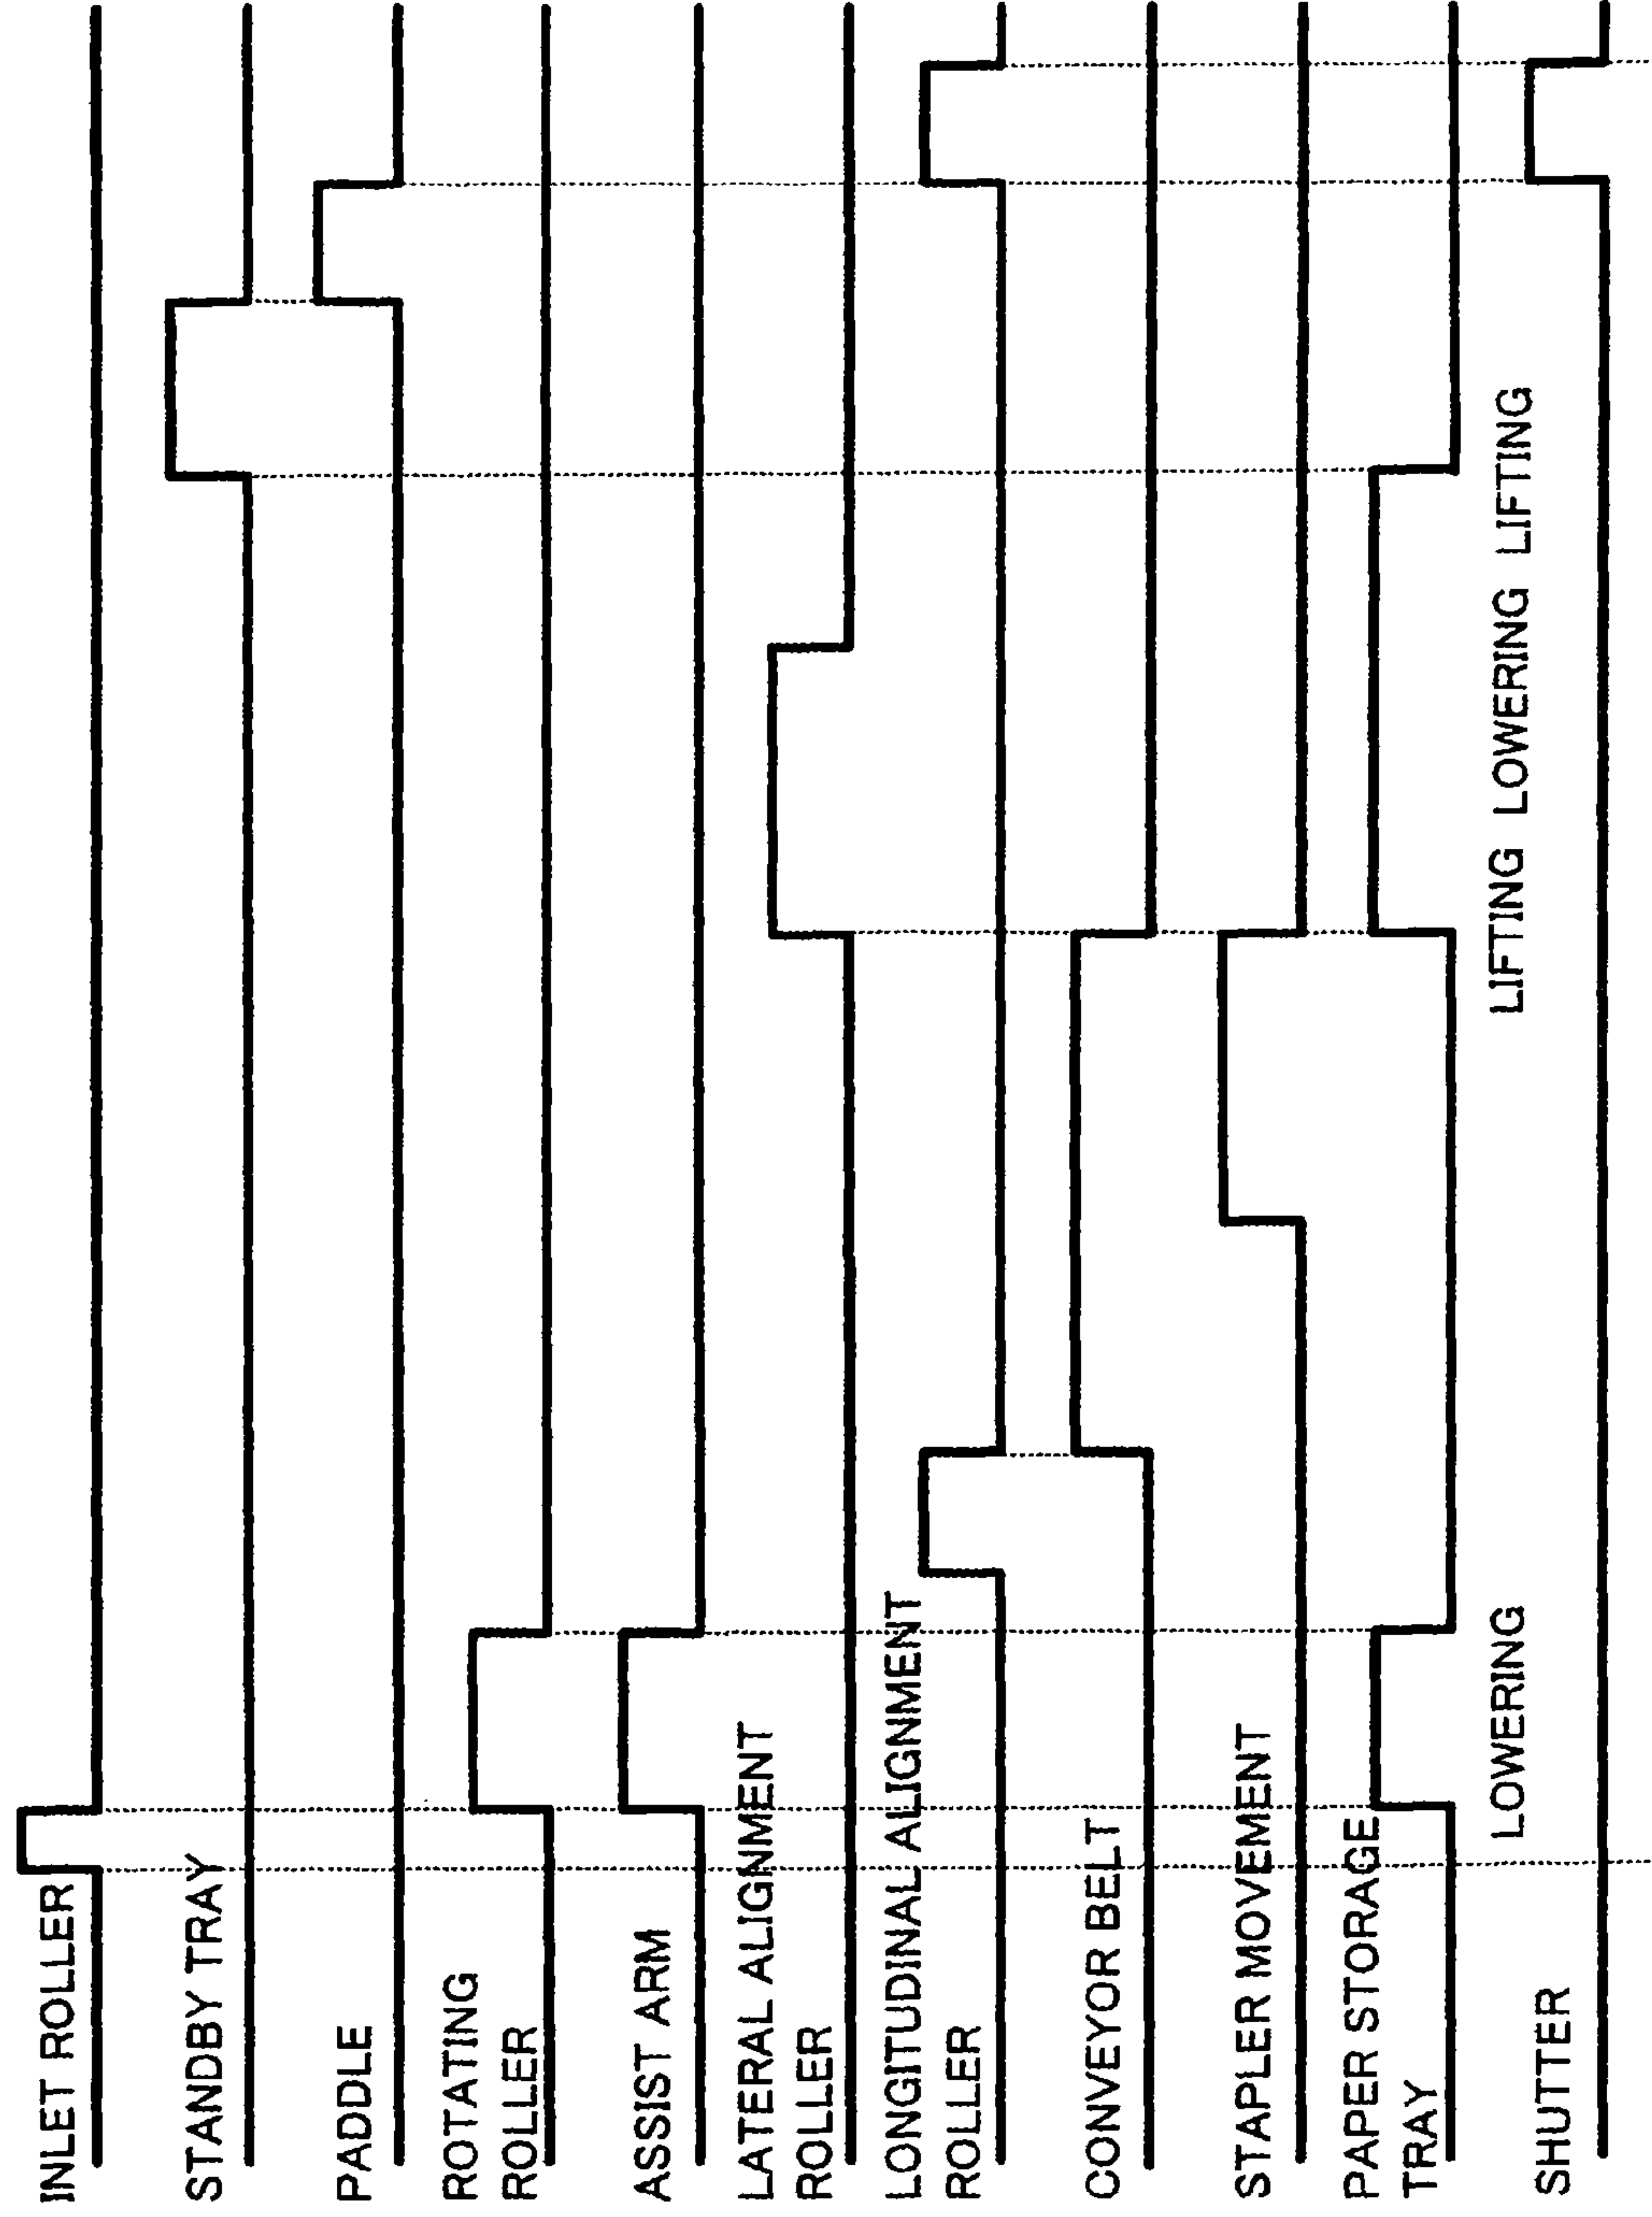 INLET ROLLER
STANDBY TRAY
PADDLE
ROTATING
ROLLER
ASSIST ARM
LATERAL ALIGNMENT
ROLLER
LONGITUDINAL ALIGNMENT
ROLLER
CONVEYOR BELT
STAPLER MOVEMENT
PAPER STORAGE
TRAY
LOWERING
LIFTING LOWERING LIFTING
SHUTTER